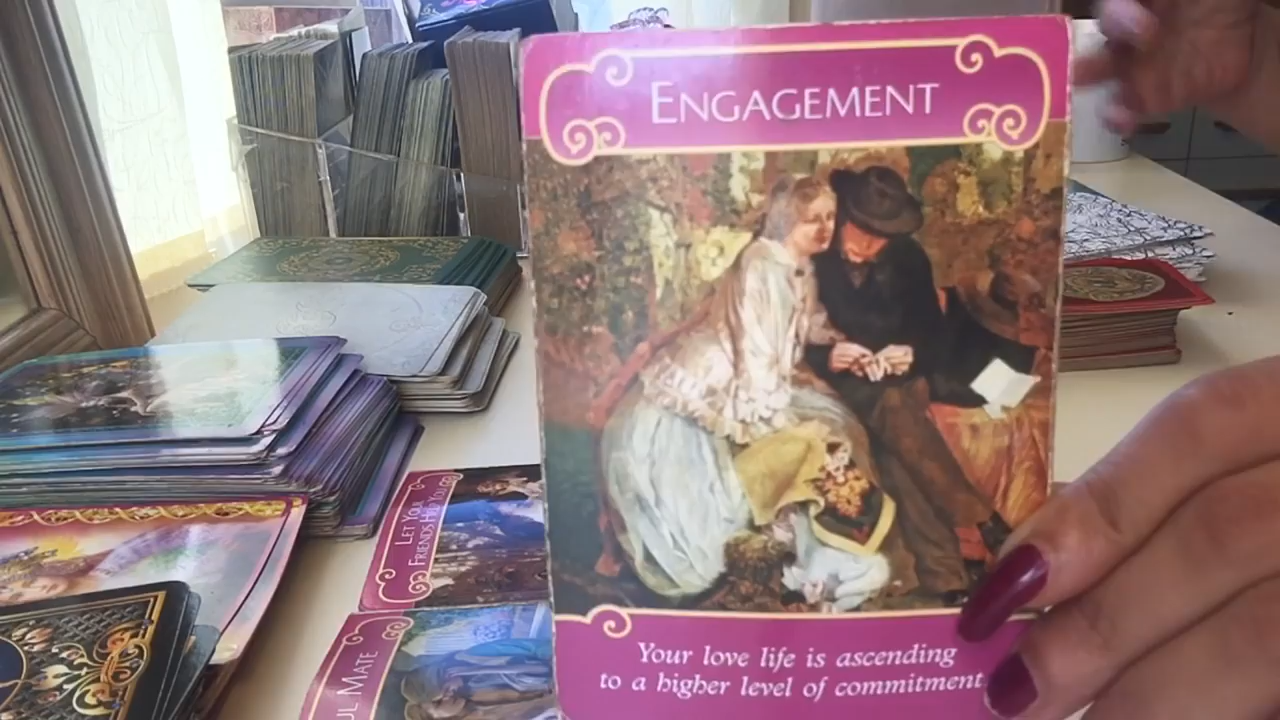 ENGAGEMENT
Your love life is ascending
to a higher level of commitment.
LET YOUR
FRIENDS HELP YOU
UL MATE